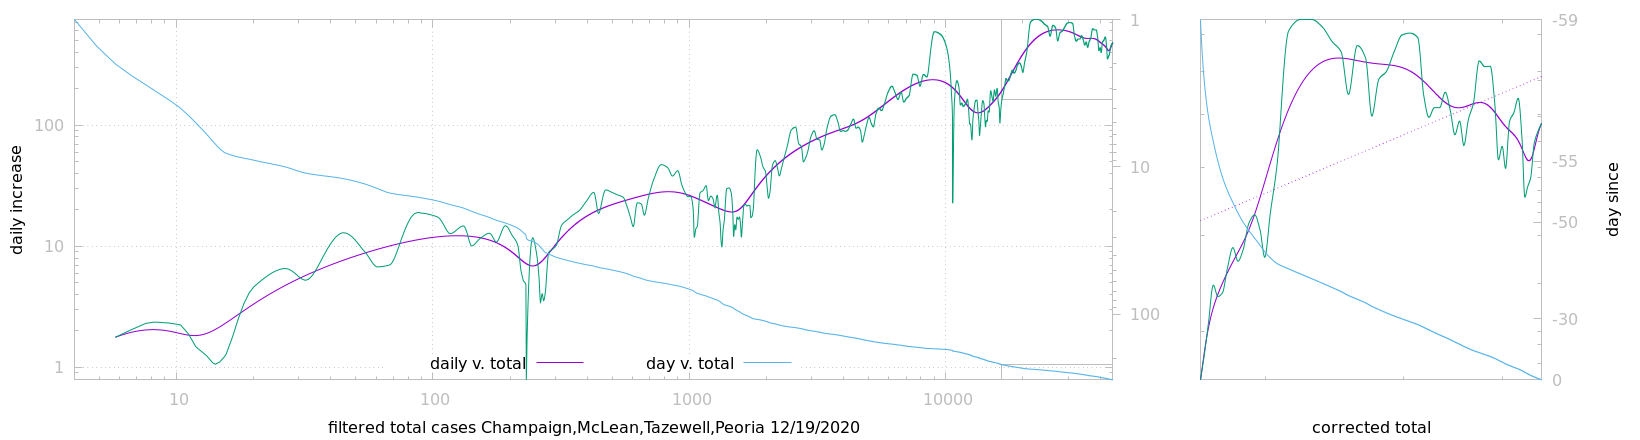 daily increase
100
10
1
10
100
1000
10000
1
10
100
daily v. total
day v. total
filtered total cases Champaign,McLean,Tazewell,Peoria 12/19/2020
-59
-55
-50
-30
0
day since
corrected total